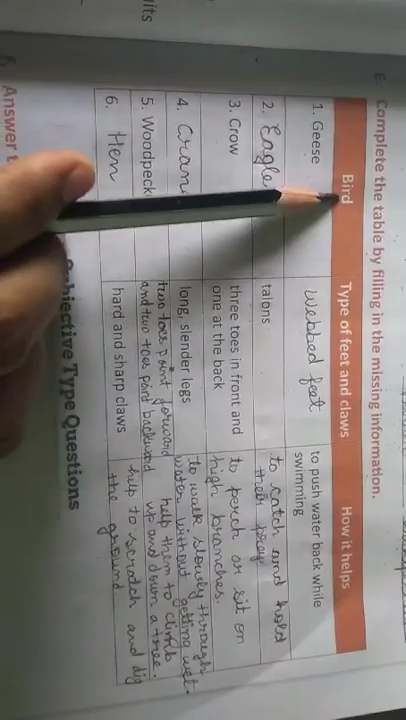 E. Complete the table by filling in the missing information.
Bird Type of feet and claws How it helps
1. Geese webbed feet to push water back while
swimming
2. Eagle talons to catch and hold
their prey
3. Crow three toes in front and to perch or sit on
one at the back high branches.
4. long, slender legs to walk slowly through
water without getting wet.
5. two toes point forward help them to climb
and two toes point backward up and down a tree.
6. Hen hard and sharp claws help to scratch and dig
the ground
bjective Type Questions
Answer
its